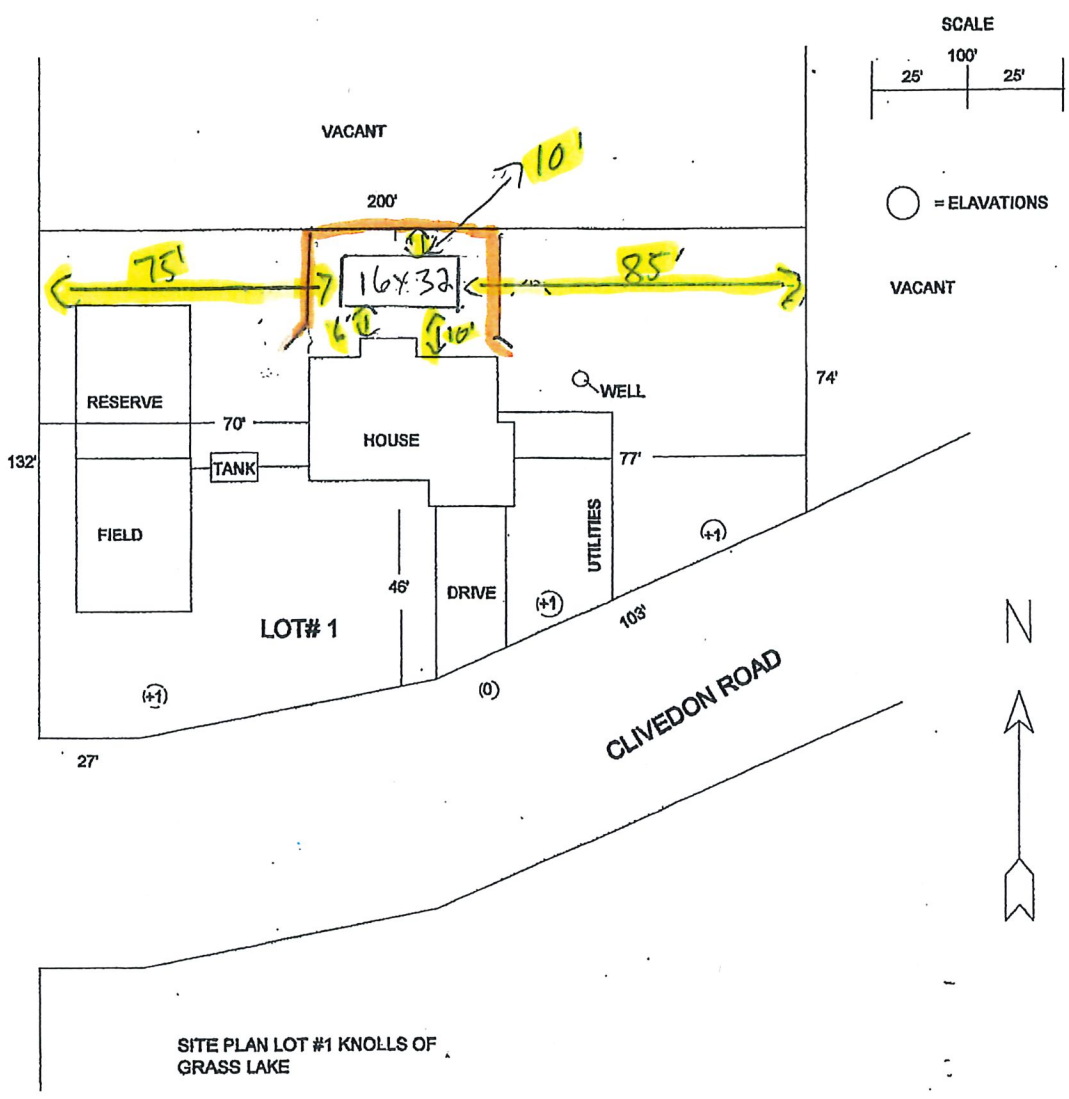 SCALE
100'
25' 25'
VACANT
10'
200'
= ELAVATIONS
75'
85'
16X32
VACANT
6'
10'
WELL
74'
RESERVE
70'
HOUSE
132'
TANK
77'
FIELD
UTILITIES
(+1)
46'
DRIVE
(+1)
103'
LOT# 1
N
(+1)
(0)
CLIVEDON ROAD
27'
SITE PLAN LOT #1 KNOLLS OF
GRASS LAKE